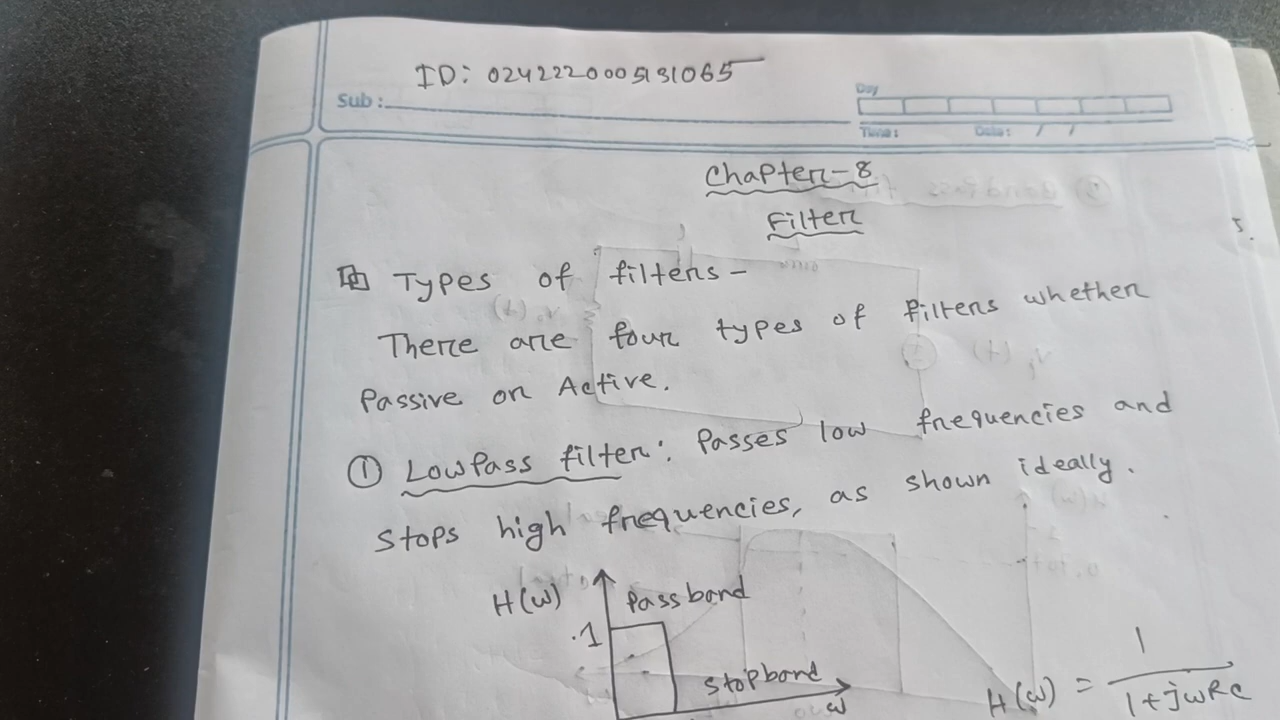 ID: 0242220005131065
Sub :
Day
Time :
Date : / /
Chapter-8
Filter
Types of filters -
There are four types of filters whether
Passive or Active.
① Lowpass filter: Passes low frequencies and
stops high frequencies, as shown ideally.
H(ω)
Passband
1
stopband
ω
H(ω) = 1 / 1+jωRC
5.